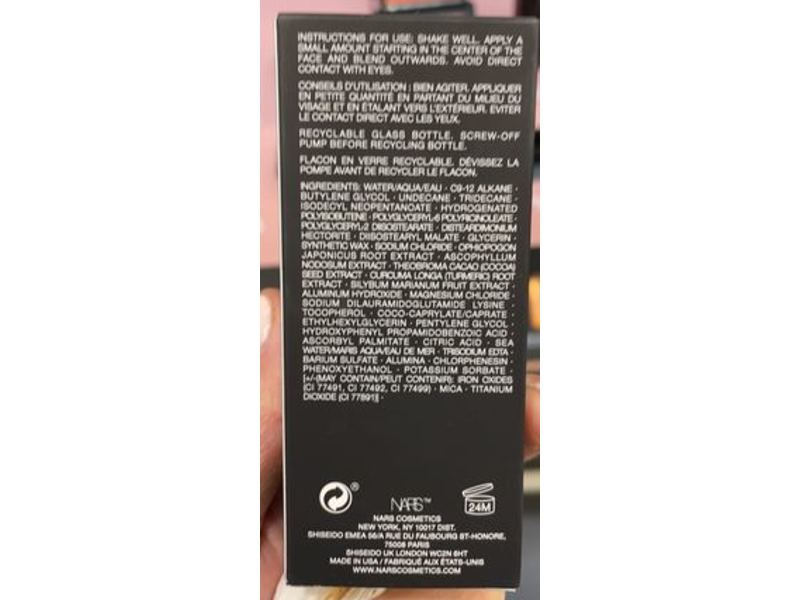 INSTRUCTIONS FOR USE: SHAKE WELL. APPLY A
SMALL AMOUNT STARTING IN THE CENTER OF THE
FACE AND BLEND OUTWARDS. AVOID DIRECT
CONTACT WITH EYES.
CONSEILS D'UTILISATION : BIEN AGITER. APPLIQUER
EN PETITE QUANTITÉ EN PARTANT DU MILIEU DU
VISAGE ET EN ÉTALANT VERS L'EXTÉRIEUR. EVITER
LE CONTACT DIRECT AVEC LES YEUX.
RECYCLABLE GLASS BOTTLE. SCREW-OFF
PUMP BEFORE RECYCLING BOTTLE.
FLACON EN VERRE RECYCLABLE. DÉVISSEZ LA
POMPE AVANT DE RECYCLER LE FLACON.
INGREDIENTS: WATER/AQUA/EAU · C9-12 ALKANE ·
BUTYLENE GLYCOL · UNDECANE · TRIDECANE ·
ISODECYL NEOPENTANOATE · HYDROGENATED
POLYISOBUTENE · POLYGLYCERYL-6 POLYRICINOLEATE ·
POLYGLYCERYL-2 DIISOSTEARATE · DISTEARDIMONIUM
HECTORITE · DIISOSTEARYL MALATE · GLYCERIN ·
SYNTHETIC WAX · SODIUM CHLORIDE · OPHIOPOGON
JAPONICUS ROOT EXTRACT · ASCOPHYLLUM
NODOSUM EXTRACT · THEOBROMA CACAO (COCOA)
SEED EXTRACT · CURCUMA LONGA (TURMERIC) ROOT
EXTRACT · SILYBUM MARIANUM FRUIT EXTRACT ·
ALUMINUM HYDROXIDE · MAGNESIUM CHLORIDE ·
SODIUM DILAURAMIDOGLUTAMIDE LYSINE ·
TOCOPHEROL · COCO-CAPRYLATE/CAPRATE ·
ETHYLHEXYLGLYCERIN · PENTYLENE GLYCOL ·
HYDROXYPHENYL PROPAMIDOBENZOIC ACID ·
ASCORBYL PALMITATE · CITRIC ACID · SEA
WATER/MARIS AQUA/EAU DE MER · TRISODIUM EDTA ·
BARIUM SULFATE · ALUMINA · CHLORPHENESIN ·
PHENOXYETHANOL · POTASSIUM SORBATE ·
[+/-(MAY CONTAIN/PEUT CONTENIR): IRON OXIDES
(CI 77491, CI 77492, CI 77499) · MICA · TITANIUM
DIOXIDE (CI 77891)] ·
®
NARS™
24M
NARS COSMETICS
NEW YORK, NY 10017 DIST.
SHISEIDO EMEA 56/A RUE DU FAUBOURG ST-HONORE,
75008 PARIS
SHISEIDO UK LONDON WC2N 6HT
MADE IN USA / FABRIQUÉ AUX ÉTATS-UNIS
WWW.NARSCOSMETICS.COM